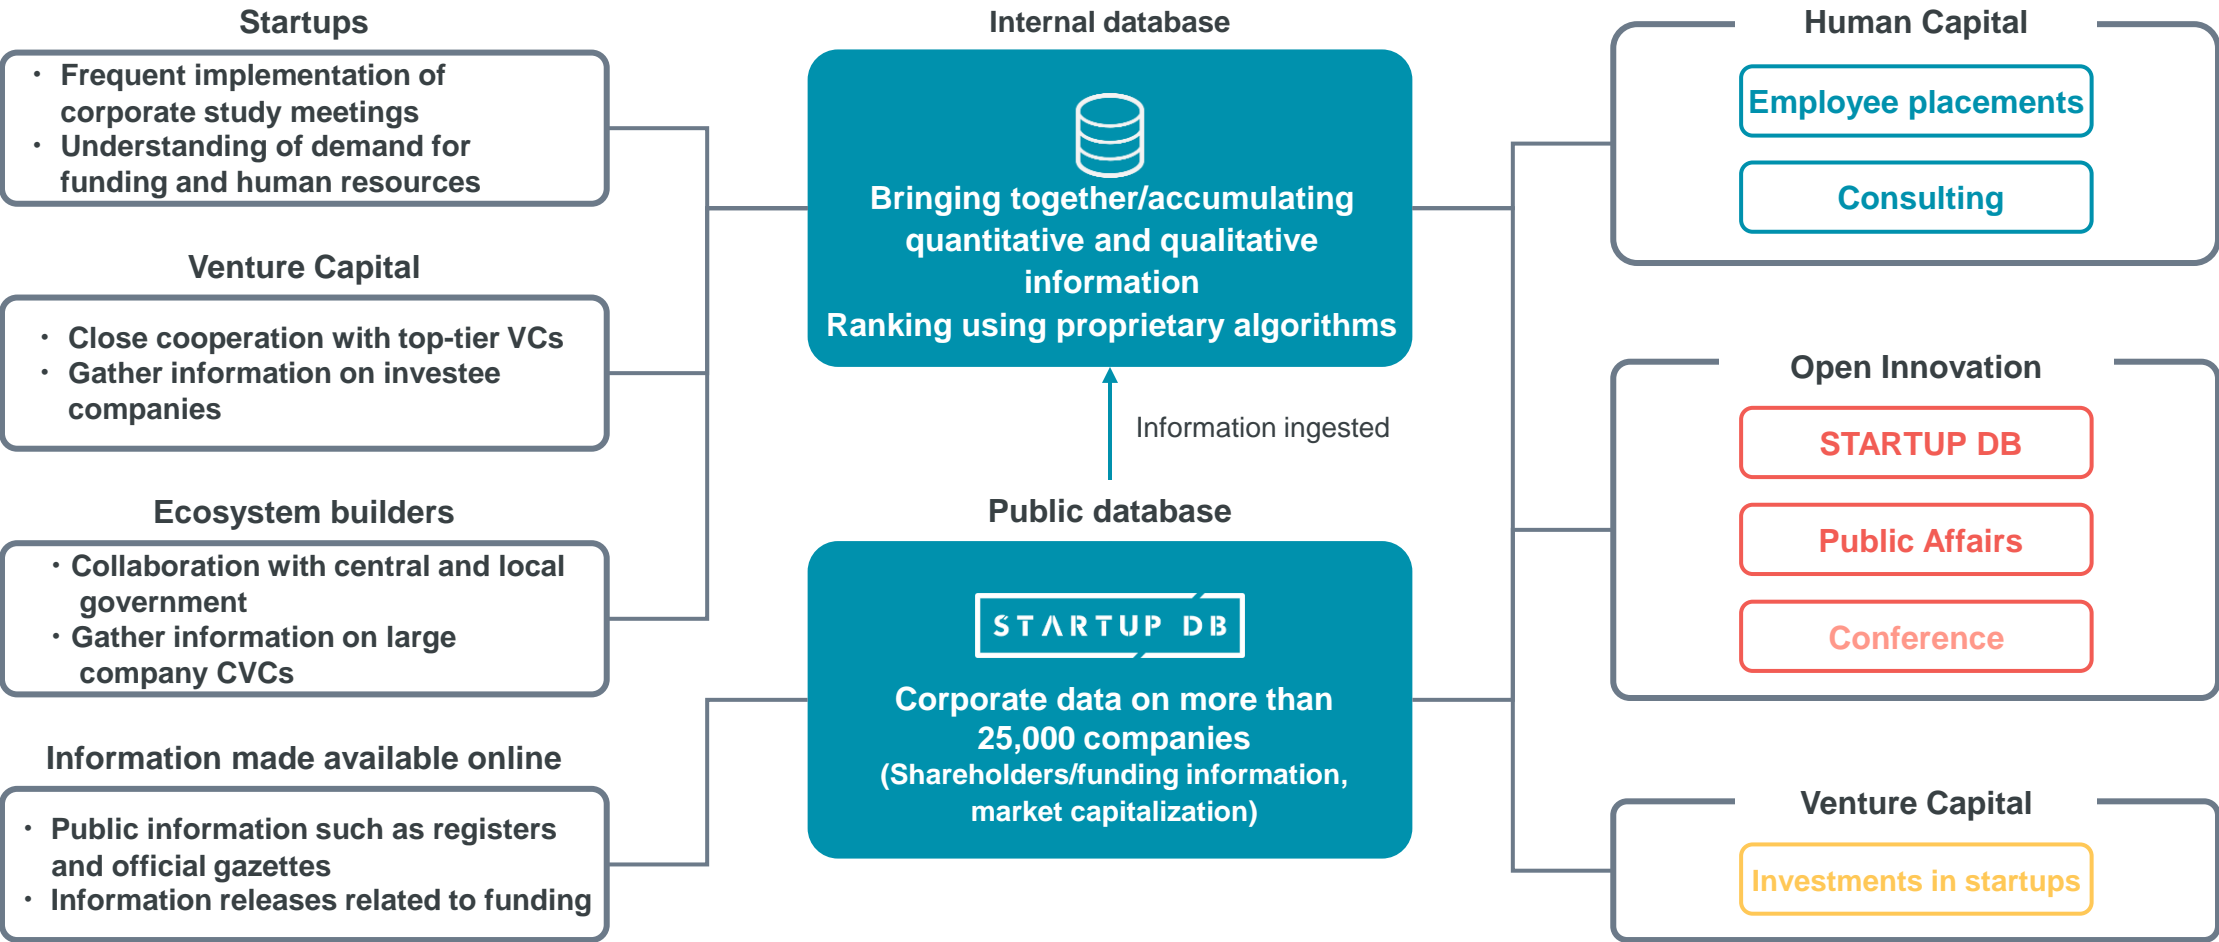 Startups
・ Frequent implementation of
corporate study meetings
・ Understanding of demand for
funding and human resources
Venture Capital
・ Close cooperation with top-tier VCs
・ Gather information on investee
companies
Ecosystem builders
・Collaboration with central and local
government
・Gather information on large
company CVCs
Information made available online
・ Public information such as registers
and official gazettes
・ Information releases related to funding
Internal database
Bringing together/accumulating
quantitative and qualitative
information
Ranking using proprietary algorithms
Information ingested
Public database
STARTUP DB
Corporate data on more than
25,000 companies
(Shareholders/funding information,
market capitalization)
Human Capital
Employee placements
Consulting
Open Innovation
STARTUP DB
Public Affairs
Conference
Venture Capital
Investments in startups